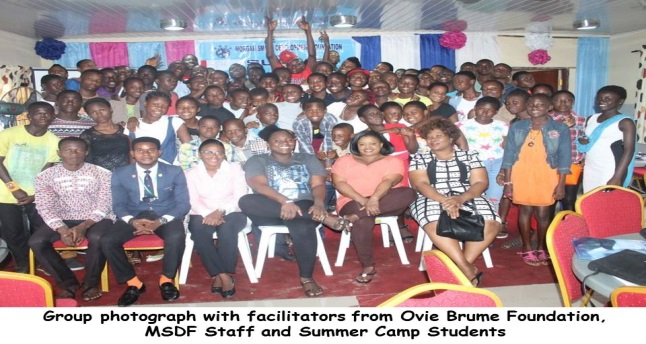 Group photograph with facilitators from Ovie Brume Foundation,
MSDF Staff and Summer Camp Students